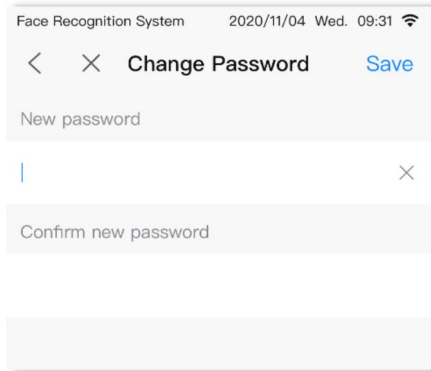 Face Recognition System 2020/11/04 Wed. 09:31
Change Password Save
New password
Confirm new password